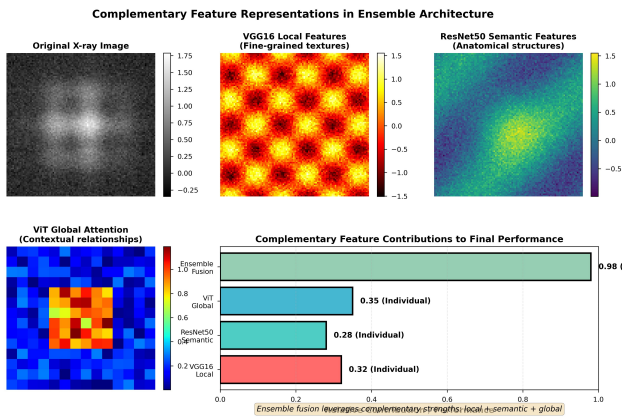 Complementary Feature Representations in Ensemble Architecture
Original X-ray Image
1.75
1.50
1.25
1.00
0.75
0.50
0.25
0.00
−0.25
VGG16 Local Features
(Fine-grained textures)
1.5
1.0
0.5
0.0
−0.5
−1.0
−1.5
ResNet50 Semantic Features
(Anatomical structures)
1.5
1.0
0.5
0.0
−0.5
ViT Global Attention
(Contextual relationships)
1.0
0.8
0.6
0.2
Complementary Feature Contributions to Final Performance
Ensemble
Fusion
0.98 (
ViT
Global
0.35 (Individual)
ResNet50
Semantic
0.28 (Individual)
VGG16
Local
0.32 (Individual)
0.0
0.2
0.4
0.6
0.8
1.0
Ensemble fusion leverages complementary strengths: local + semantic + global